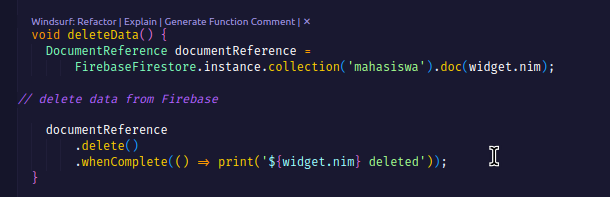 Windsurf: Refactor | Explain | Generate Function Comment | ✕
void deleteData() {
  DocumentReference documentReference =
      FirebaseFirestore.instance.collection('mahasiswa').doc(widget.nim);
// delete data from Firebase
  documentReference
      .delete()
      .whenComplete(() => print('${widget.nim} deleted'));
}